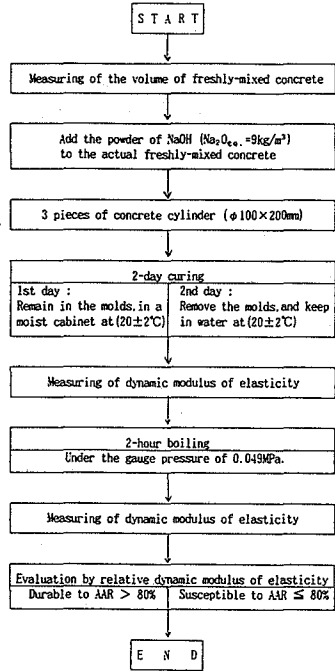 S T A R T
Measuring of the volume of freshly-mixed concrete
Add the powder of NaOH (Na₂Oeq.=9kg/m³)
to the actual freshly-mixed concrete
3 pieces of concrete cylinder (φ100×200mm)
2-day curing
1st day :
Remain in the molds, in a
moist cabinet at (20±2℃)
2nd day :
Remove the molds, and keep
in water at (20±2℃)
Measuring of dynamic modulus of elasticity
2-hour boiling
Under the gauge pressure of 0.049MPa.
Measuring of dynamic modulus of elasticity
Evaluation by relative dynamic modulus of elasticity
Durable to AAR > 80%
Susceptible to AAR ≦ 80%
E N D